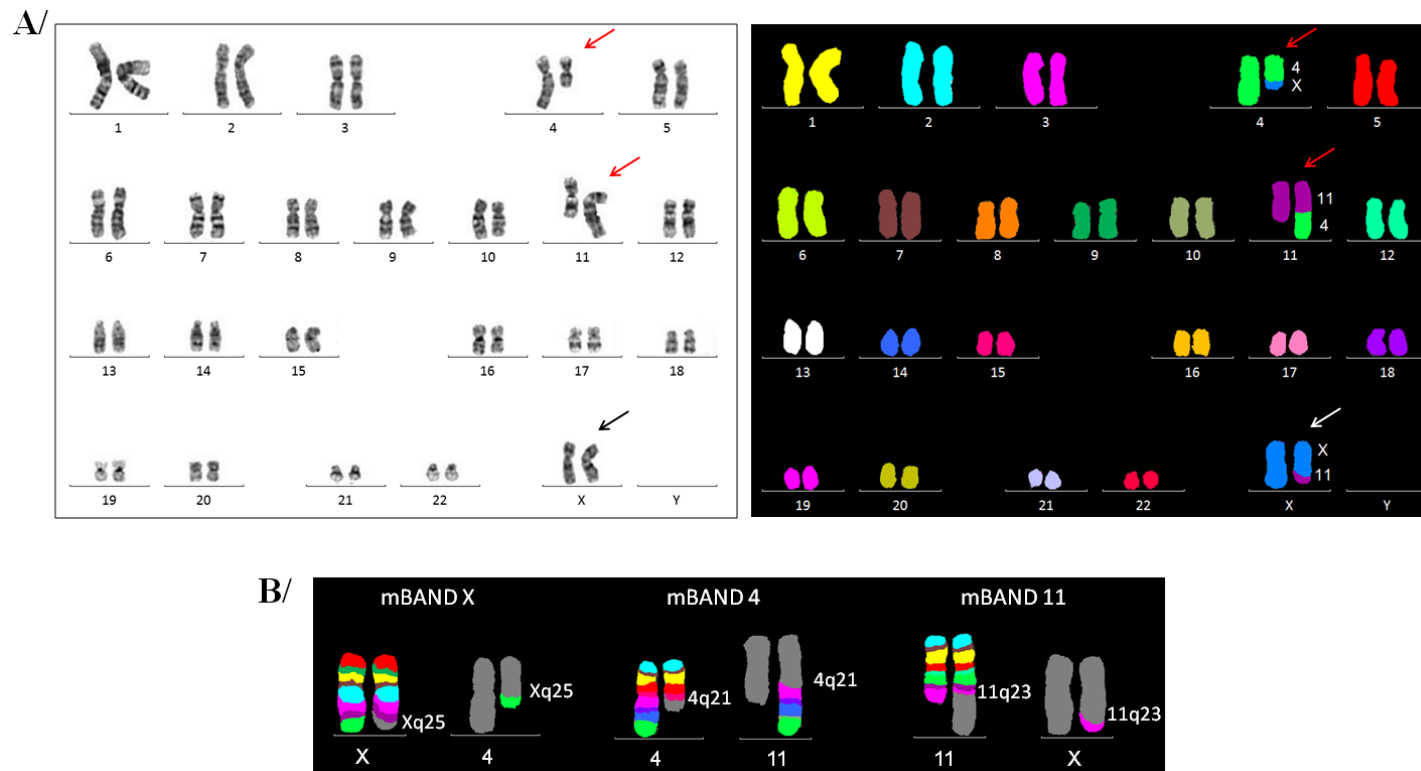 A/
1 2 3 4 5
6 7 8 9 10 11 12
13 14 15 16 17 18
19 20 21 22 X Y
4
X
1 2 3 4 5
11
4
6 7 8 9 10 11 12
13 14 15 16 17 18
X
11
19 20 21 22 X Y
B/
mBAND X mBAND 4 mBAND 11
Xq25 Xq25 4q21 4q21 11q23 11q23
X 4 4 11 11 X